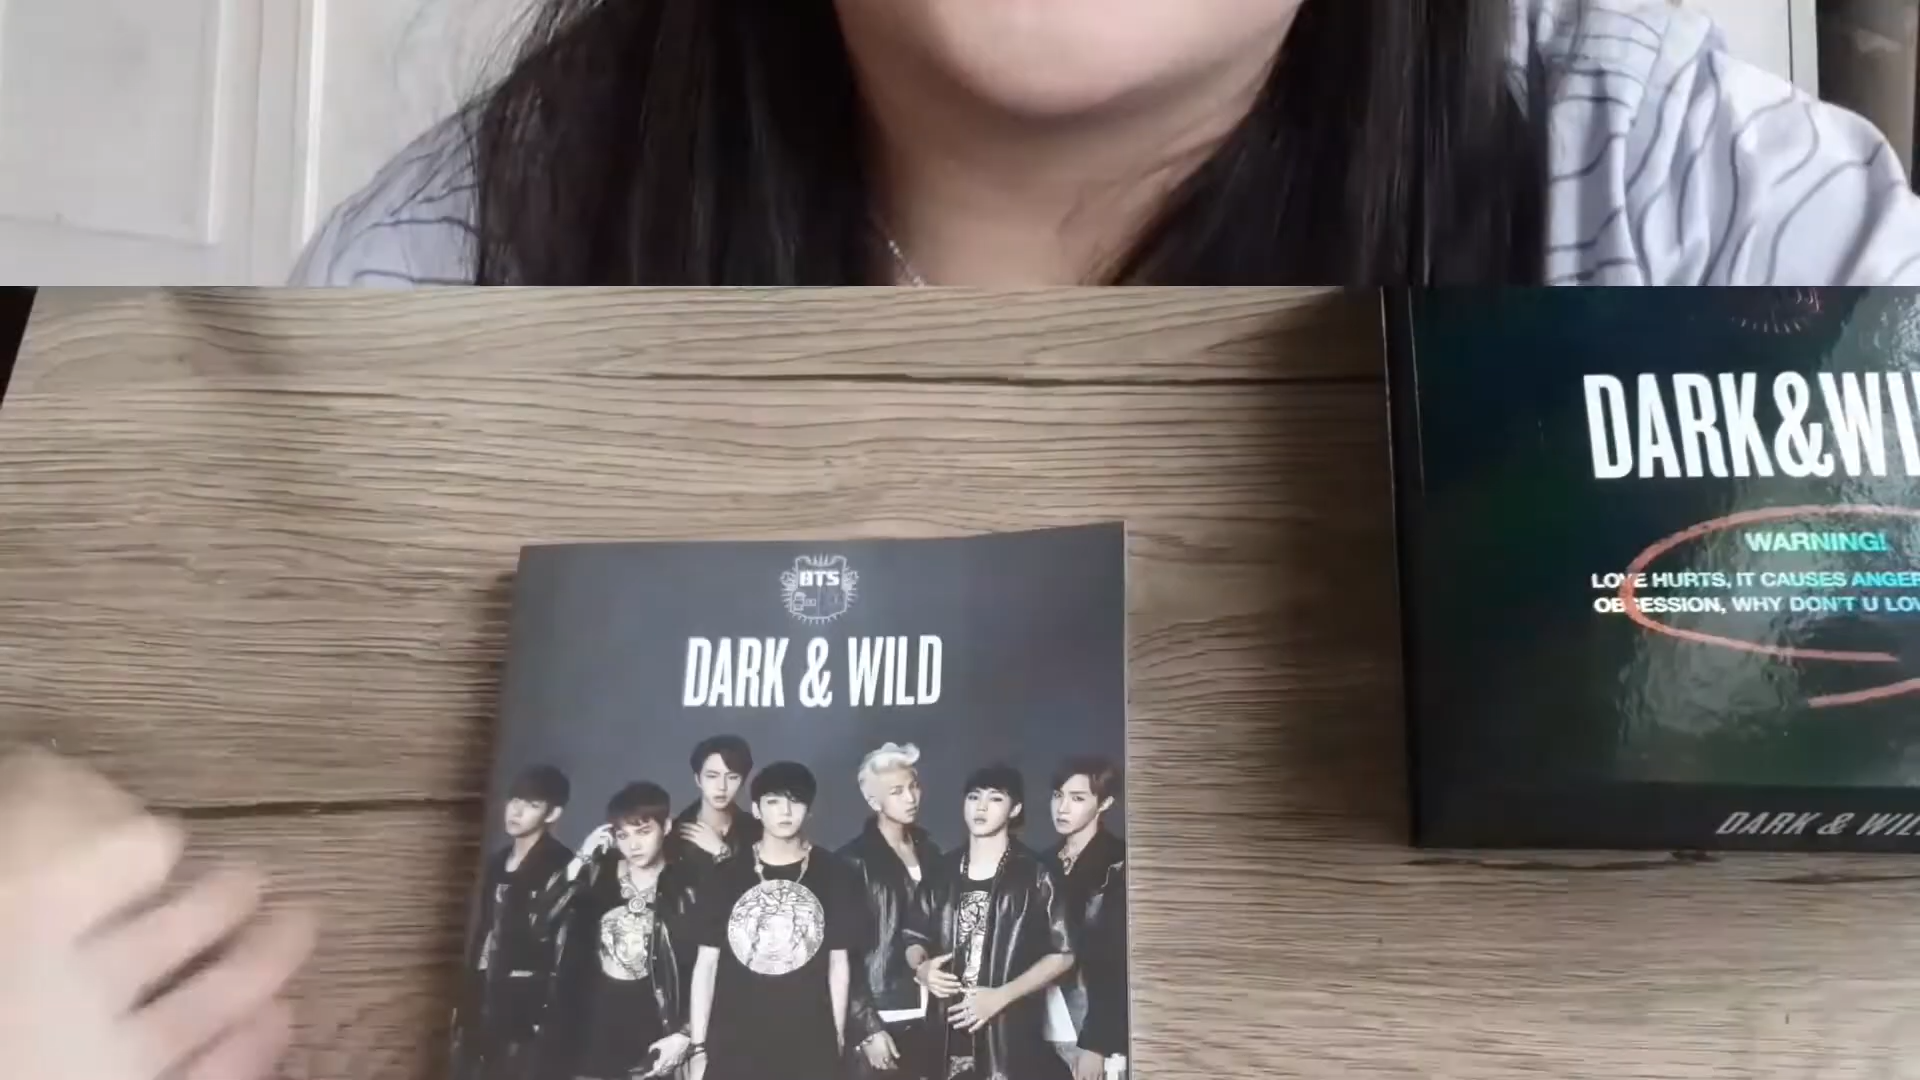 BTS
DARK & WILD
DARK&WI
WARNING!
LOVE HURTS, IT CAUSES ANGER
OBSESSION, WHY DON'T U LOV
DARK & WIL